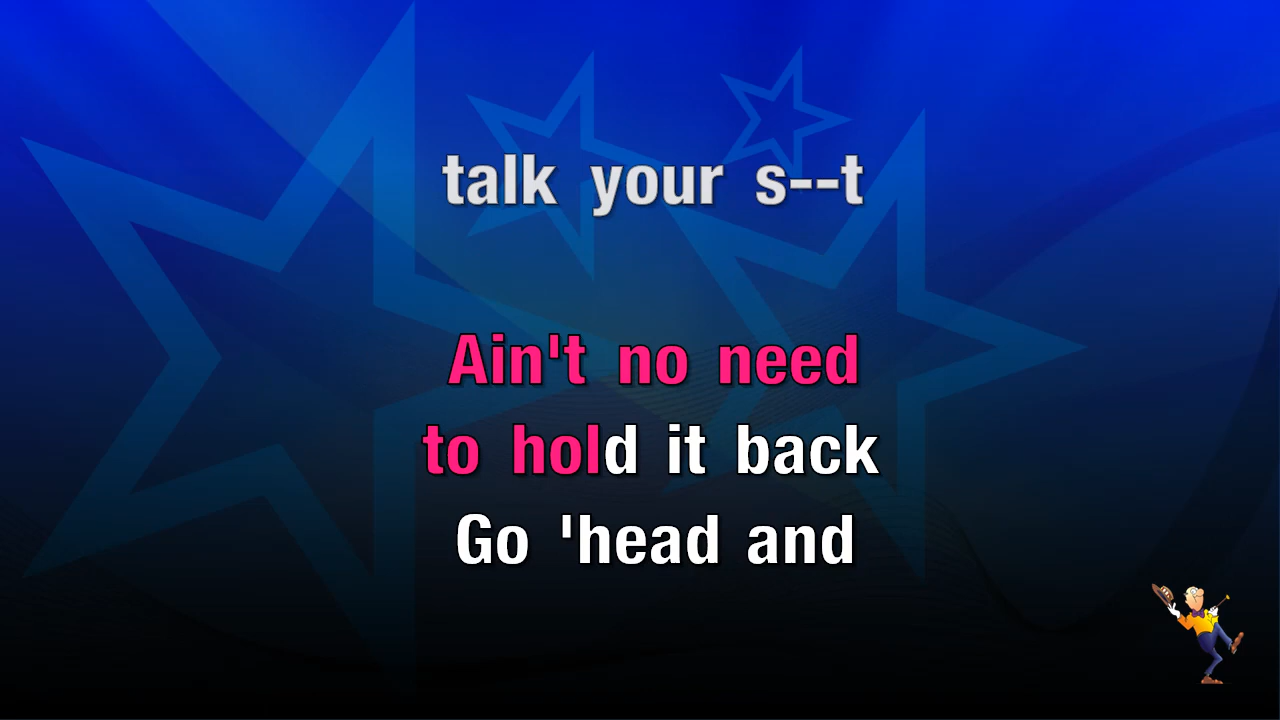 talk your s--t
Ain't no need
to hold it back
Go 'head and